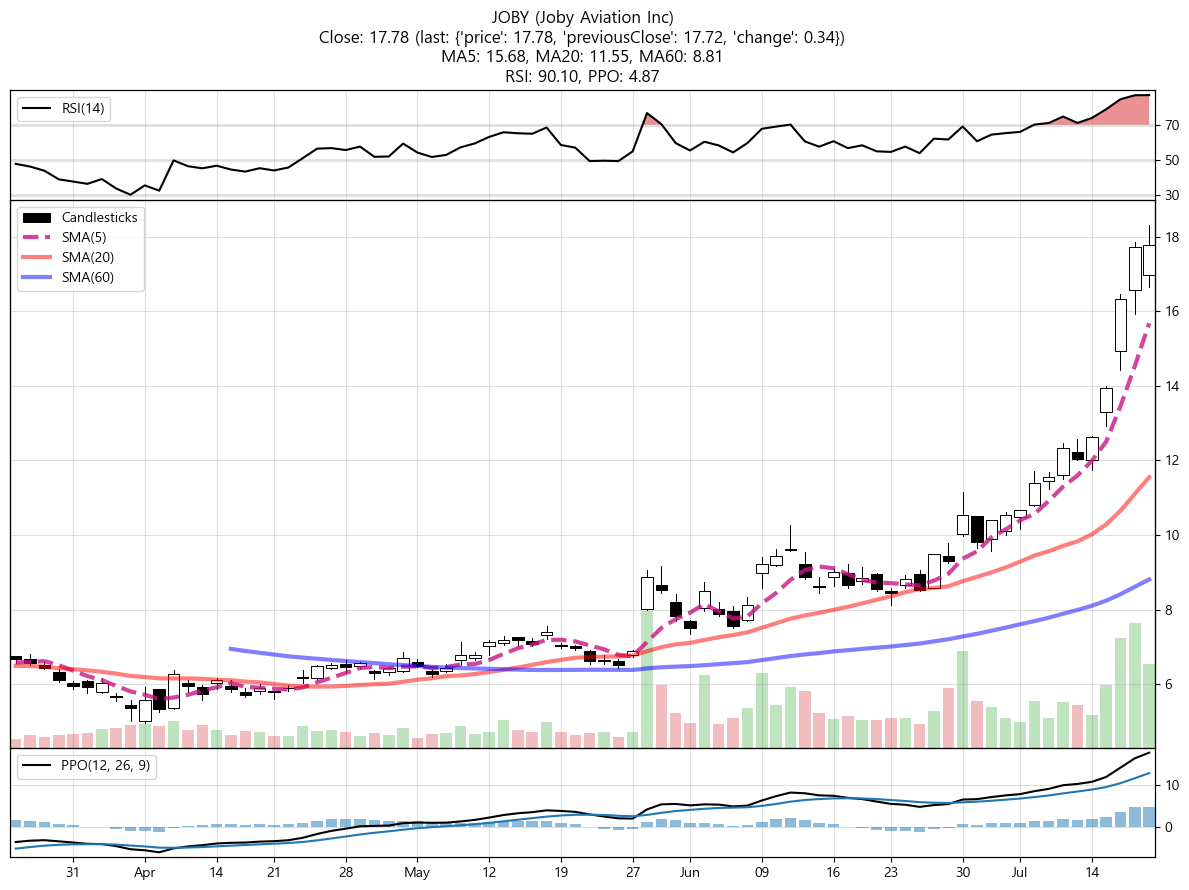 JOBY (Joby Aviation Inc)
Close: 17.78 (last: {'price': 17.78, 'previousClose': 17.72, 'change': 0.34})
MA5: 15.68, MA20: 11.55, MA60: 8.81
RSI: 90.10, PPO: 4.87
RSI(14)
70
50
30
Candlesticks
SMA(5)
SMA(20)
SMA(60)
18
16
14
12
10
8
6
PPO(12, 26, 9)
10
0
31 Apr 14 21 28 May 12 19 27 Jun 09 16 23 30 Jul 14